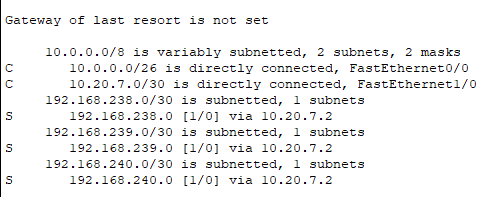 Gateway of last resort is not set
10.0.0.0/8 is variably subnetted, 2 subnets, 2 masks
C 10.0.0.0/26 is directly connected, FastEthernet0/0
C 10.20.7.0/30 is directly connected, FastEthernet1/0
192.168.238.0/30 is subnetted, 1 subnets
S 192.168.238.0 [1/0] via 10.20.7.2
192.168.239.0/30 is subnetted, 1 subnets
S 192.168.239.0 [1/0] via 10.20.7.2
192.168.240.0/30 is subnetted, 1 subnets
S 192.168.240.0 [1/0] via 10.20.7.2